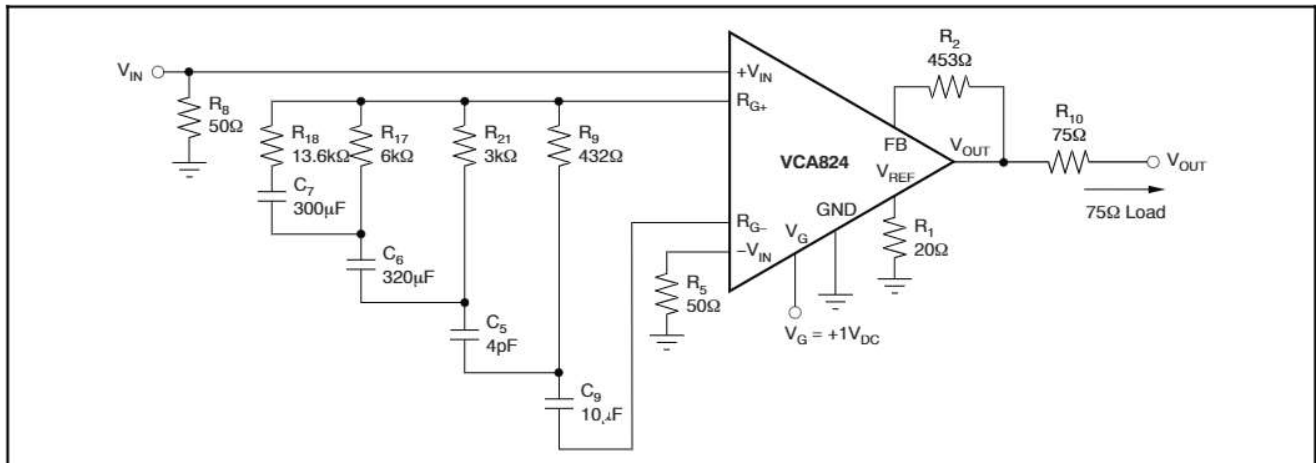 V_IN
R_8
50Ω
R_18
13.6kΩ
C_7
300µF
R_17
6kΩ
C_6
320µF
R_21
3kΩ
C_5
4pF
R_9
432Ω
C_9
10µF
+V_IN
R_G+
R_G–
–V_IN
R_5
50Ω
VCA824
FB
V_OUT
V_REF
GND
V_G
V_G = +1V_DC
R_1
20Ω
R_2
453Ω
R_10
75Ω
V_OUT
75Ω Load